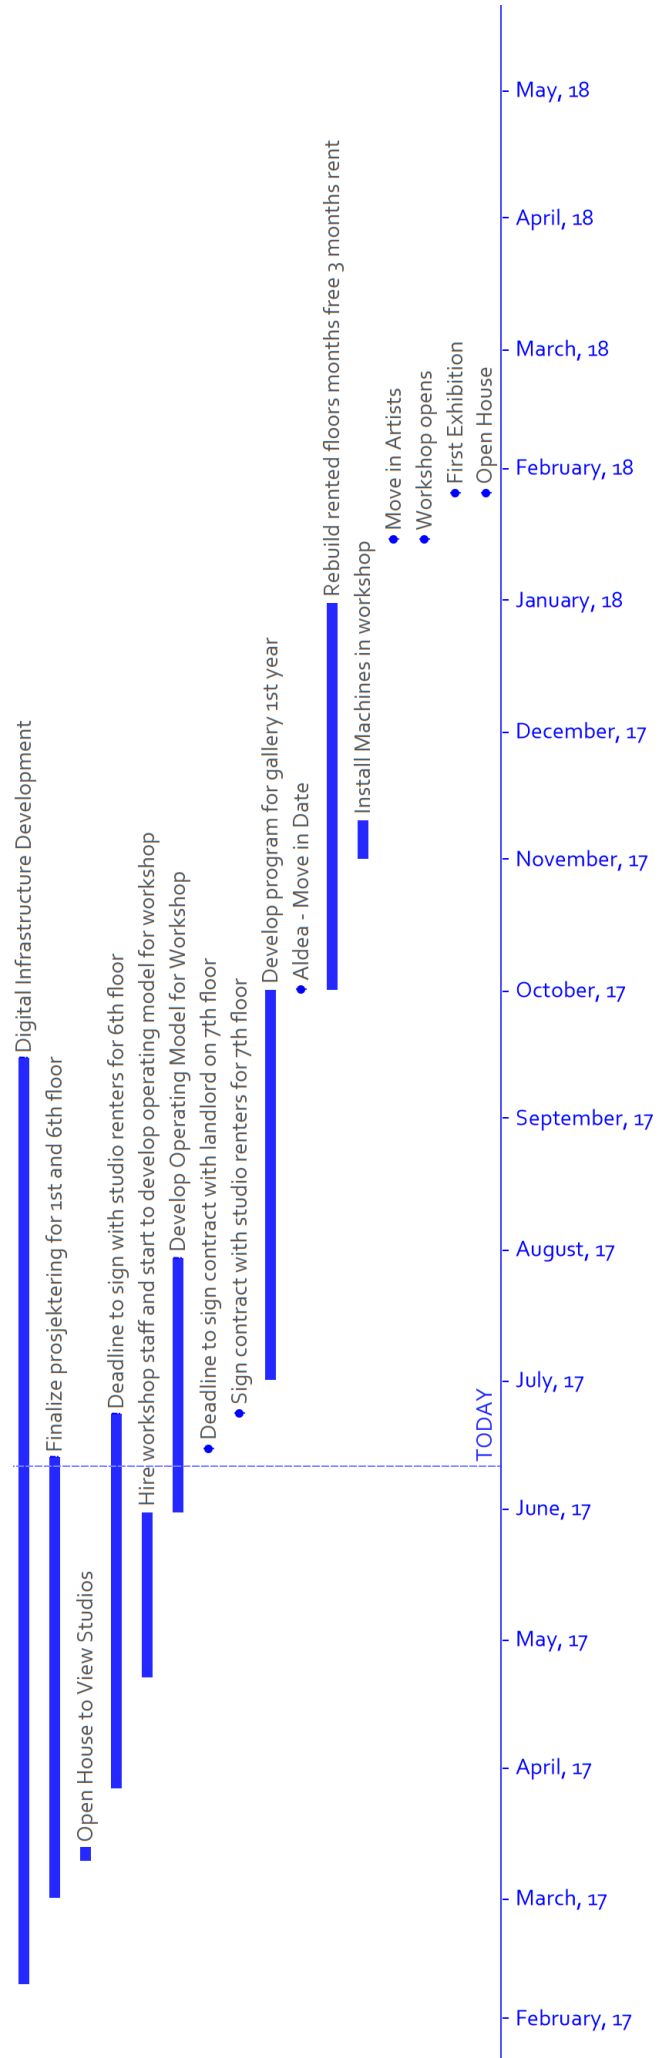 Digital Infrastructure Development
Finalize prosjektering for 1st and 6th floor
Open House to View Studios
Deadline to sign with studio renters for 6th floor
Hire workshop staff and start to develop operating model for workshop
Develop Operating Model for Workshop
Deadline to sign contract with landlord on 7th floor
Sign contract with studio renters for 7th floor
Develop program for gallery 1st year
Aldea - Move in Date
Rebuild rented floors months free 3 months rent
Install Machines in workshop
Move in Artists
Workshop opens
First Exhibition
Open House
TODAY
May, 18
April, 18
March, 18
February, 18
January, 18
December, 17
November, 17
October, 17
September, 17
August, 17
July, 17
June, 17
May, 17
April, 17
March, 17
February, 17